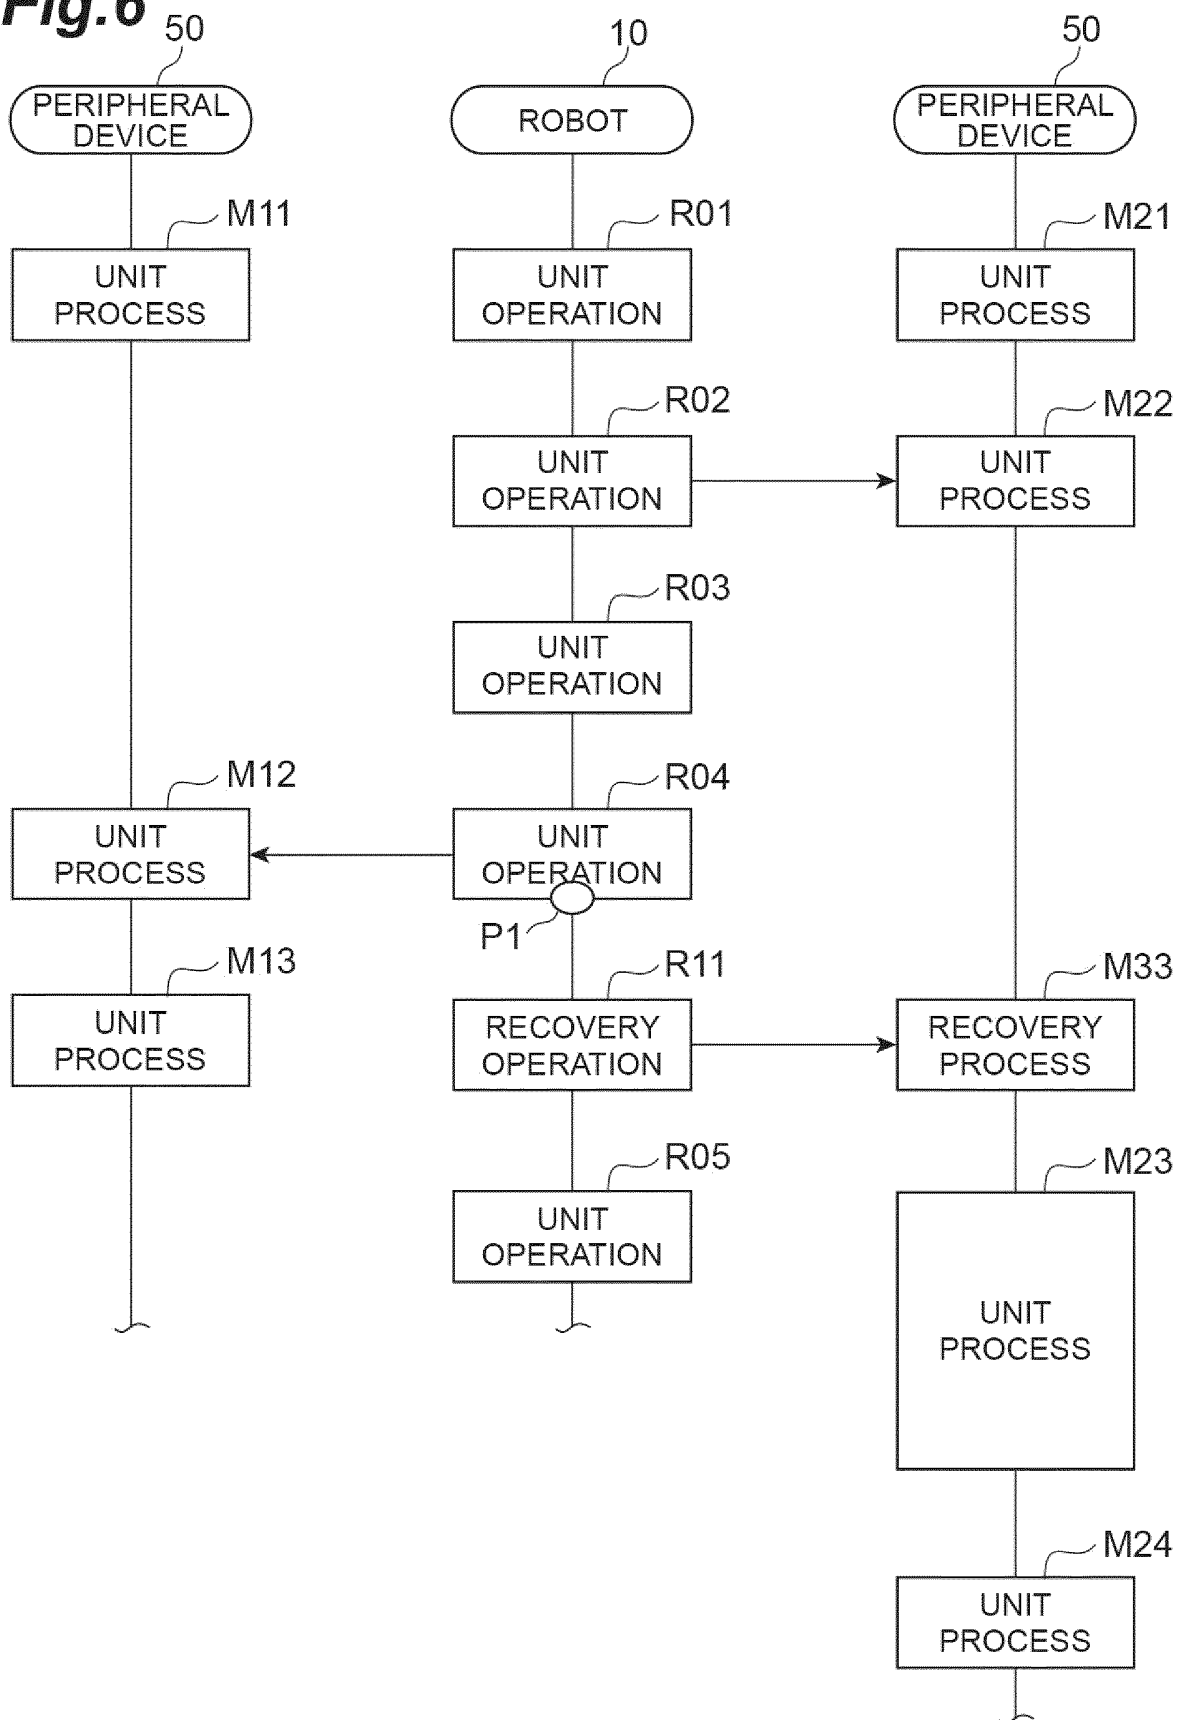 Fig.6
50
10
50
PERIPHERAL
DEVICE
ROBOT
PERIPHERAL
DEVICE
M11
R01
M21
UNIT
PROCESS
UNIT
OPERATION
UNIT
PROCESS
R02
M22
UNIT
OPERATION
UNIT
PROCESS
R03
UNIT
OPERATION
M12
R04
UNIT
PROCESS
UNIT
OPERATION
P1
M13
R11
M33
UNIT
PROCESS
RECOVERY
OPERATION
RECOVERY
PROCESS
R05
M23
UNIT
OPERATION
UNIT
PROCESS
M24
UNIT
PROCESS